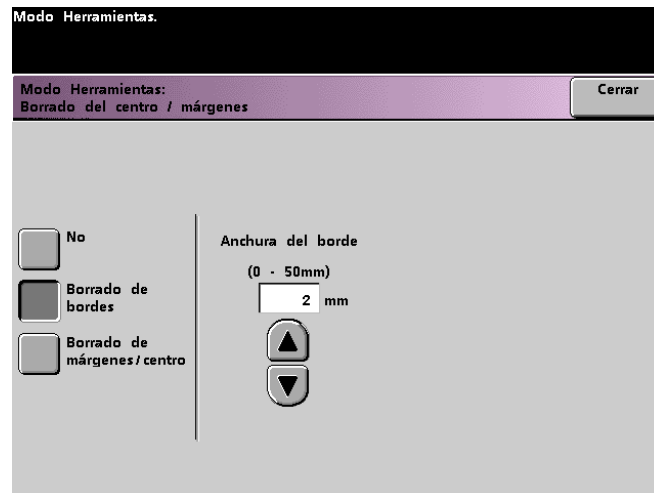 Modo Herramientas.
Modo Herramientas:
Borrado del centro / márgenes
Cerrar
No
Borrado de
bordes
Borrado de
márgenes / centro
Anchura del borde
(0 - 50mm)
2 mm